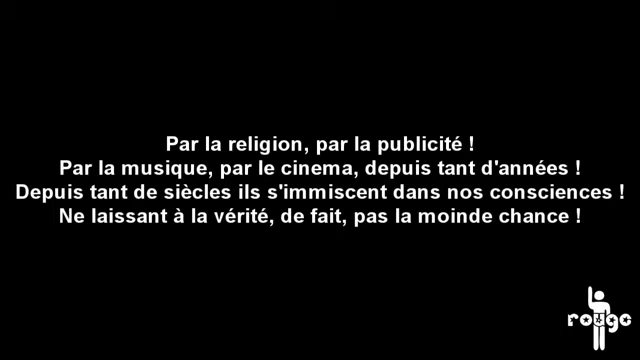 Par la religion, par la publicité !
Par la musique, par le cinema, depuis tant d'années !
Depuis tant de siècles ils s'immiscent dans nos consciences !
Ne laissant à la vérité, de fait, pas la moinde chance !
rouge